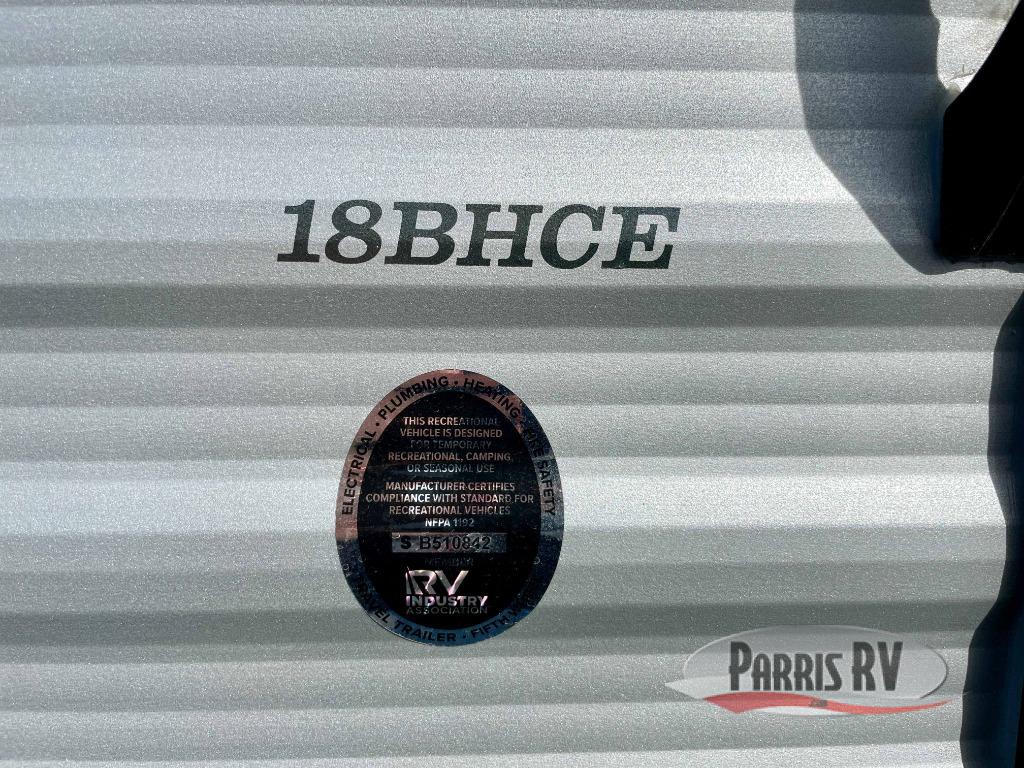 18BHCE
ELECTRICAL • PLUMBING • HEATING • FIRE SAFETY
THIS RECREATIONAL
VEHICLE IS DESIGNED
FOR TEMPORARY
RECREATIONAL, CAMPING,
OR SEASONAL USE
MANUFACTURER CERTIFIES
COMPLIANCE WITH STANDARD FOR
RECREATIONAL VEHICLES
NFPA 1192
S B510842
MEMBER
RV
INDUSTRY
ASSOCIATION
TRAVEL TRAILER • FIFTH
PARRIS RV